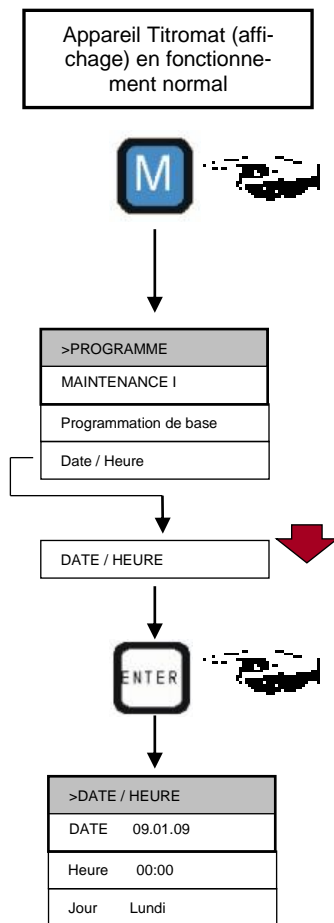 Appareil Titromat (affi-
chage) en fonctionne-
ment normal
M
>PROGRAMME
MAINTENANCE I
Programmation de base
Date / Heure
DATE / HEURE
ENTER
>DATE / HEURE
DATE 09.01.09
Heure 00:00
Jour Lundi